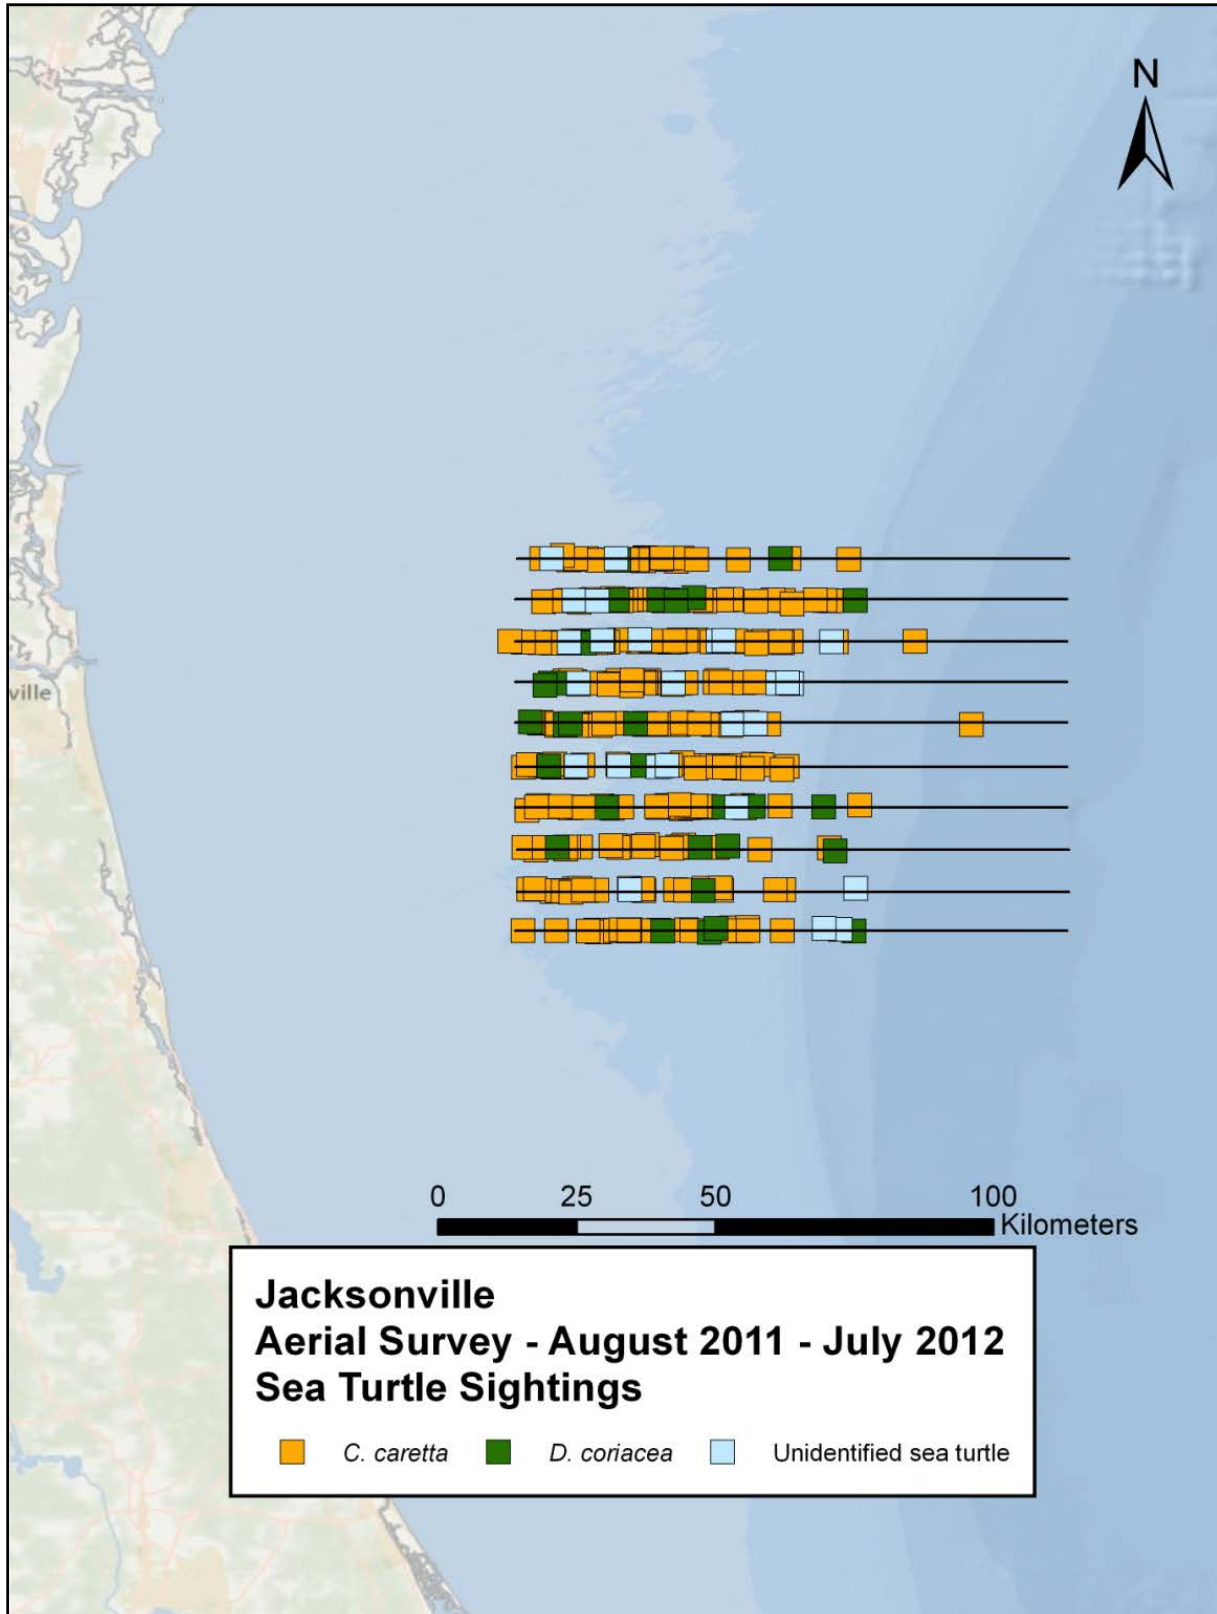 N
ville
0 25 50 100
Kilometers
Jacksonville
Aerial Survey - August 2011 - July 2012
Sea Turtle Sightings
C. caretta D. coriacea Unidentified sea turtle